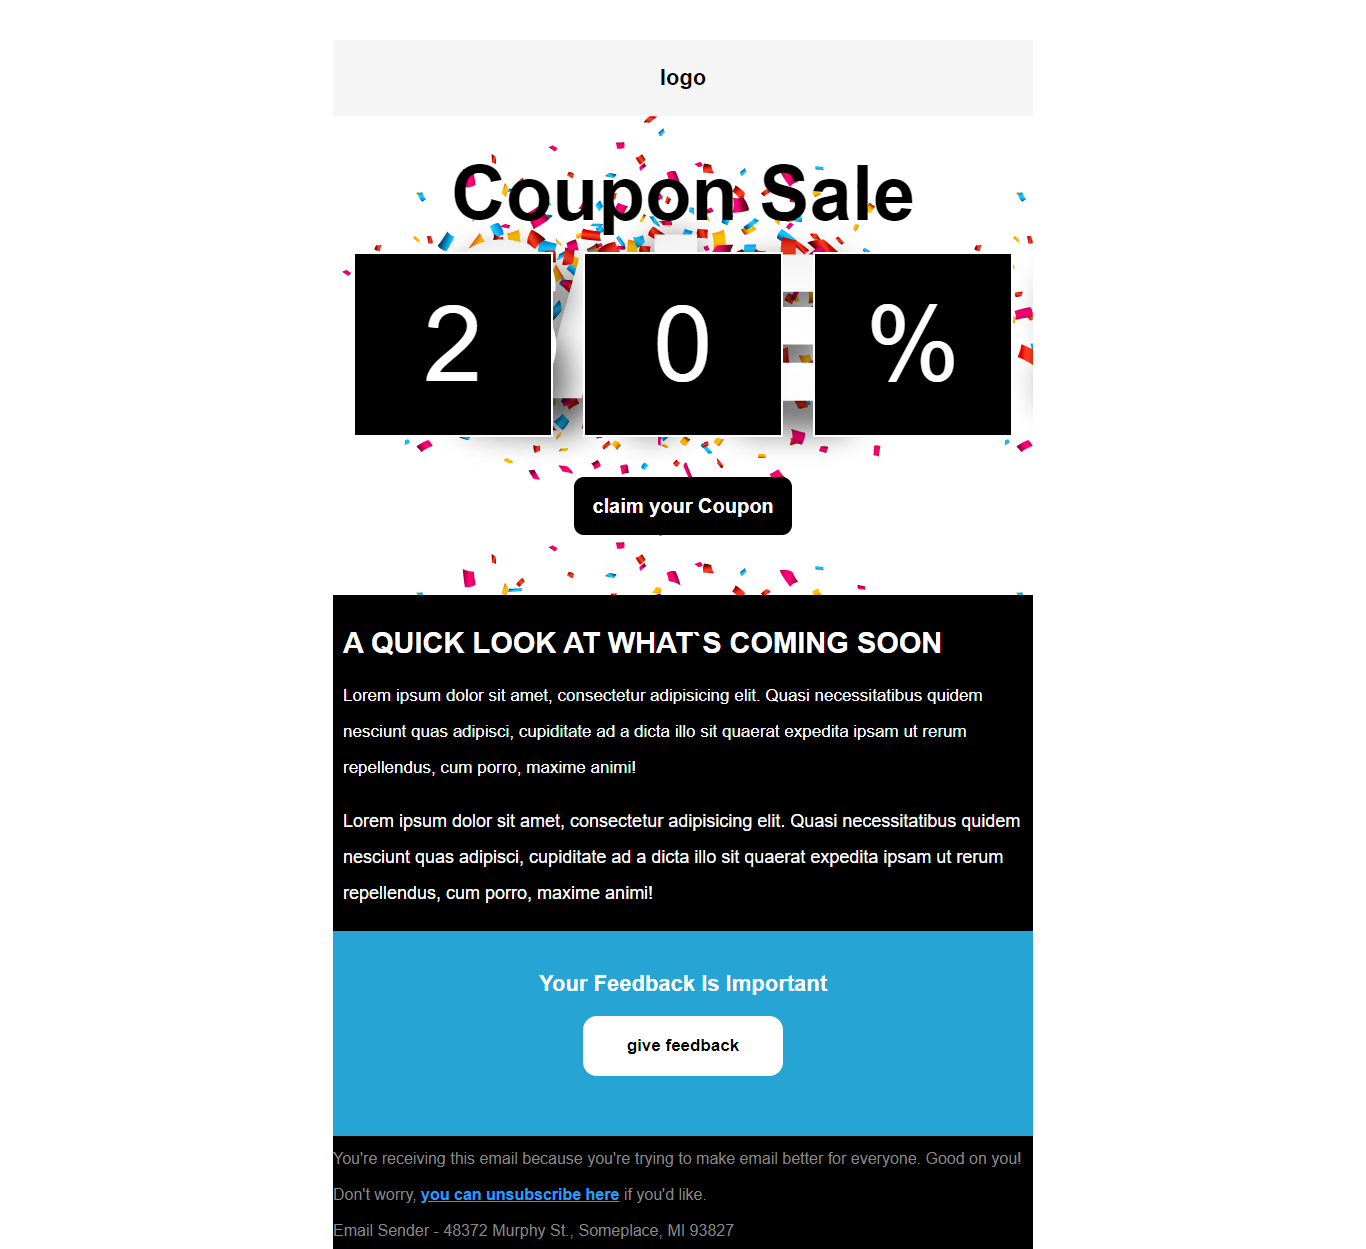 logo
Coupon Sale
2 0 %
claim your Coupon
A QUICK LOOK AT WHAT`S COMING SOON
Lorem ipsum dolor sit amet, consectetur adipisicing elit. Quasi necessitatibus quidem
nesciunt quas adipisci, cupiditate ad a dicta illo sit quaerat expedita ipsam ut rerum
repellendus, cum porro, maxime animi!
Lorem ipsum dolor sit amet, consectetur adipisicing elit. Quasi necessitatibus quidem
nesciunt quas adipisci, cupiditate ad a dicta illo sit quaerat expedita ipsam ut rerum
repellendus, cum porro, maxime animi!
Your Feedback Is Important
give feedback
You're receiving this email because you're trying to make email better for everyone. Good on you!
Don't worry, you can unsubscribe here if you'd like.
Email Sender - 48372 Murphy St., Someplace, MI 93827